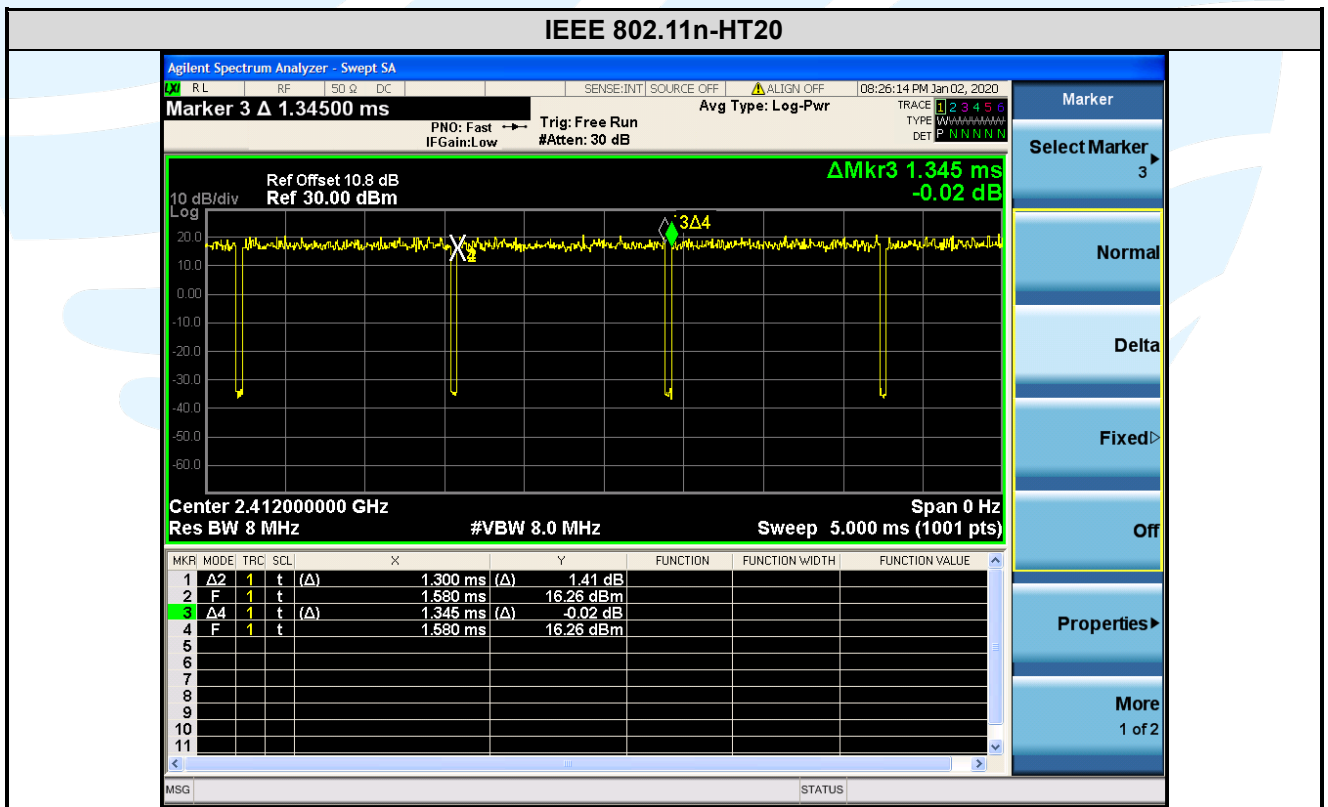 IEEE 802.11n-HT20
Agilent Spectrum Analyzer - Swept SA
LXI RL RF 50 Ω DC SENSE:INT SOURCE OFF ALIGN OFF 08:26:14 PM Jan 02, 2020
Marker 3 Δ 1.34500 ms
PNO: Fast
IFGain:Low
Trig: Free Run
#Atten: 30 dB
Avg Type: Log-Pwr
TRACE 1 2 3 4 5 6
TYPE W
DET P N N N N N
ΔMkr3 1.345 ms
-0.02 dB
Ref Offset 10.8 dB
10 dB/div Ref 30.00 dBm
Log
3Δ4
20.0
10.0
0.00
-10.0
-20.0
-30.0
-40.0
-50.0
-60.0
Center 2.412000000 GHz Span 0 Hz
Res BW 8 MHz #VBW 8.0 MHz Sweep 5.000 ms (1001 pts)
MKR MODE TRC SCL X Y FUNCTION FUNCTION WIDTH FUNCTION VALUE
1 Δ2 1 t (Δ) 1.300 ms (Δ) 1.41 dB
2 F 1 t 1.580 ms 16.26 dBm
3 Δ4 1 t (Δ) 1.345 ms (Δ) -0.02 dB
4 F 1 t 1.580 ms 16.26 dBm
5
6
7
8
9
10
11
MSG STATUS
Marker
Select Marker
3
Normal
Delta
Fixed
Off
Properties
More
1 of 2